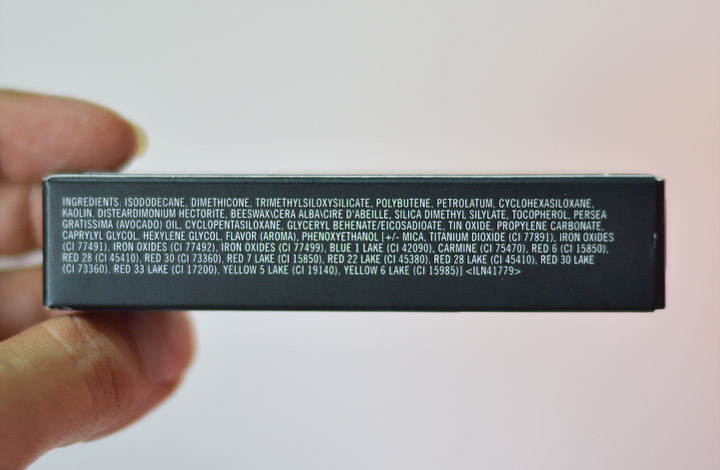 INGREDIENTS: ISODODECANE, DIMETHICONE, TRIMETHYLSILOXYSILICATE, POLYBUTENE, PETROLATUM, CYCLOHEXASILOXANE,
KAOLIN, DISTEARDIMONIUM HECTORITE, BEESWAX\CERA ALBA\CIRE D'ABEILLE, SILICA DIMETHYL SILYLATE, TOCOPHEROL, PERSEA
GRATISSIMA (AVOCADO) OIL, CYCLOPENTASILOXANE, GLYCERYL BEHENATE/EICOSADIOATE, TIN OXIDE, PROPYLENE CARBONATE,
CAPRYLYL GLYCOL, HEXYLENE GLYCOL, FLAVOR (AROMA), PHENOXYETHANOL [+/- MICA, TITANIUM DIOXIDE (CI 77891), IRON OXIDES
(CI 77491), IRON OXIDES (CI 77492), IRON OXIDES (CI 77499), BLUE 1 LAKE (CI 42090), CARMINE (CI 75470), RED 6 (CI 15850),
RED 28 (CI 45410), RED 30 (CI 73360), RED 7 LAKE (CI 15850), RED 22 LAKE (CI 45380), RED 28 LAKE (CI 45410), RED 30 LAKE
(CI 73360), RED 33 LAKE (CI 17200), YELLOW 5 LAKE (CI 19140), YELLOW 6 LAKE (CI 15985)] <ILN41779>